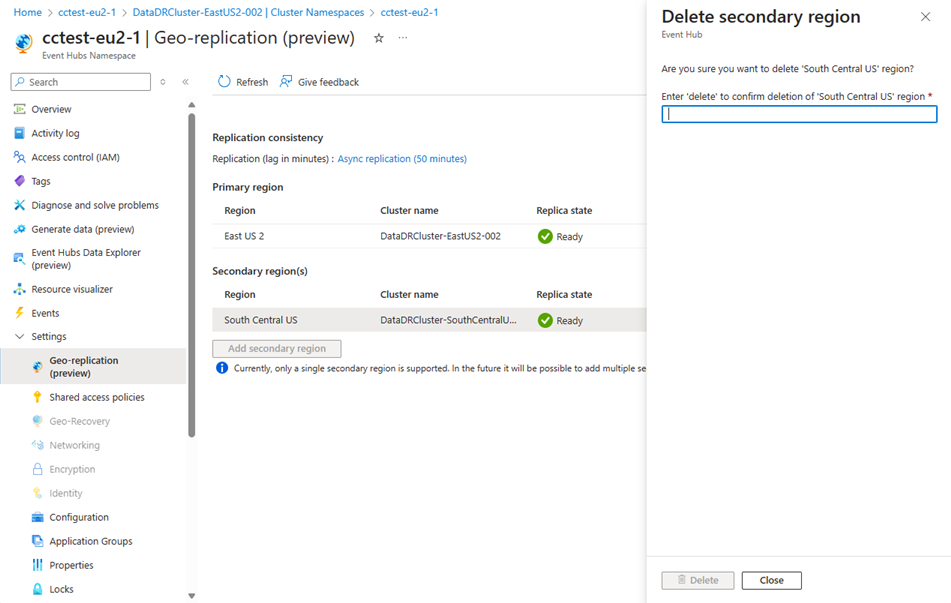 Home > cctest-eu2-1 > DataDRCluster-EastUS2-002 | Cluster Namespaces > cctest-eu2-1
cctest-eu2-1 | Geo-replication (preview)
Event Hubs Namespace
Search
Overview
Activity log
Access control (IAM)
Tags
Diagnose and solve problems
Generate data (preview)
Event Hubs Data Explorer
(preview)
Resource visualizer
Events
Settings
Geo-replication
(preview)
Shared access policies
Geo-Recovery
Networking
Encryption
Identity
Configuration
Application Groups
Properties
Locks
Refresh Give feedback
Replication consistency
Replication (lag in minutes) : Async replication (50 minutes)
Primary region
Region Cluster name Replica state
East US 2 DataDRCluster-EastUS2-002 Ready
Secondary region(s)
Region Cluster name Replica state
South Central US DataDRCluster-SouthCentralU... Ready
Add secondary region
Currently, only a single secondary region is supported. In the future it will be possible to add multiple se
Delete secondary region
Event Hub
Are you sure you want to delete 'South Central US' region?
Enter 'delete' to confirm deletion of 'South Central US' region *
Delete Close